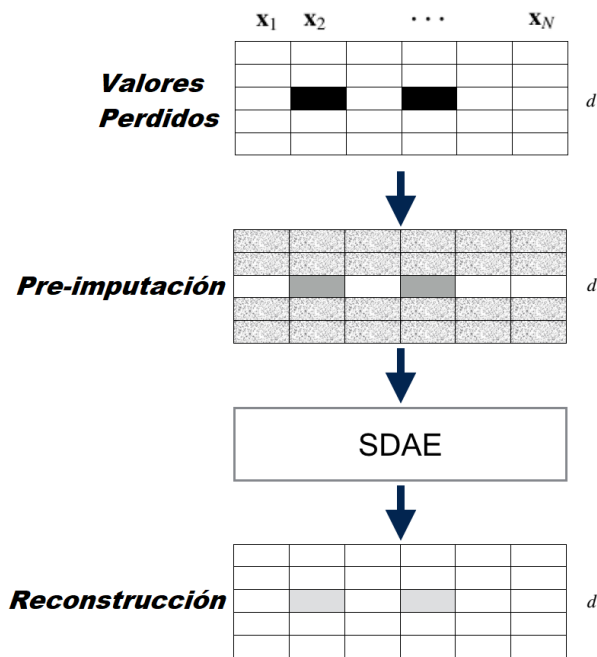 x1 x2 ... xN
Valores
Perdidos
d
Pre-imputación
d
SDAE
Reconstrucción
d